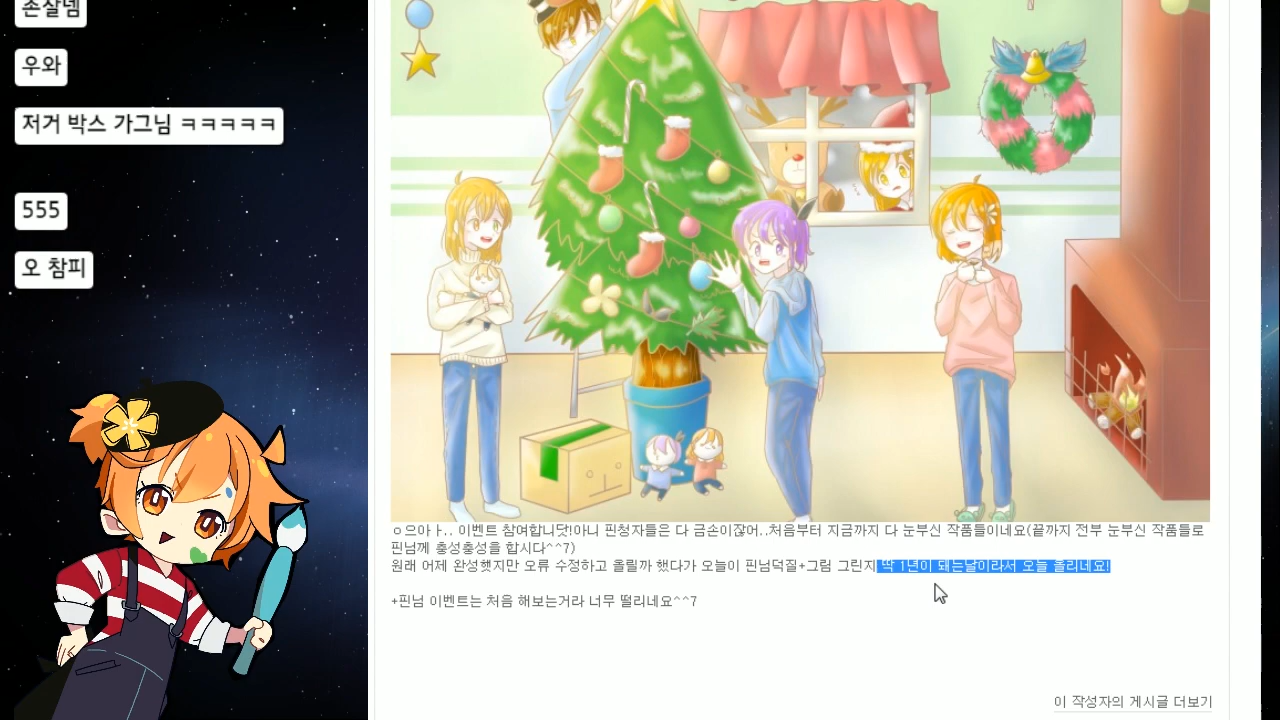 존잘넴
우와
저거 박스 가그님 ㅋㅋㅋㅋㅋ
555
오 참피
ㅇ으아ㅏ.. 이벤트 참여합니닷!아니 핀청자들은 다 금손이잖어..처음부터 지금까지 다 눈부신 작품들이네요(끝까지 전부 눈부신 작품들로
핀님께 충성충성을 합시다^^7)
원래 어제 완성햇지만 오류 수정하고 올릴까 했다가 오늘이 핀넘덕질+그림 그린지 딱 1년이 돼는날이라서 오늘 올리네요!
+핀넘 이벤트는 처음 해보는거라 너무 떨리네요^^7
이 작성자의 게시글 더보기